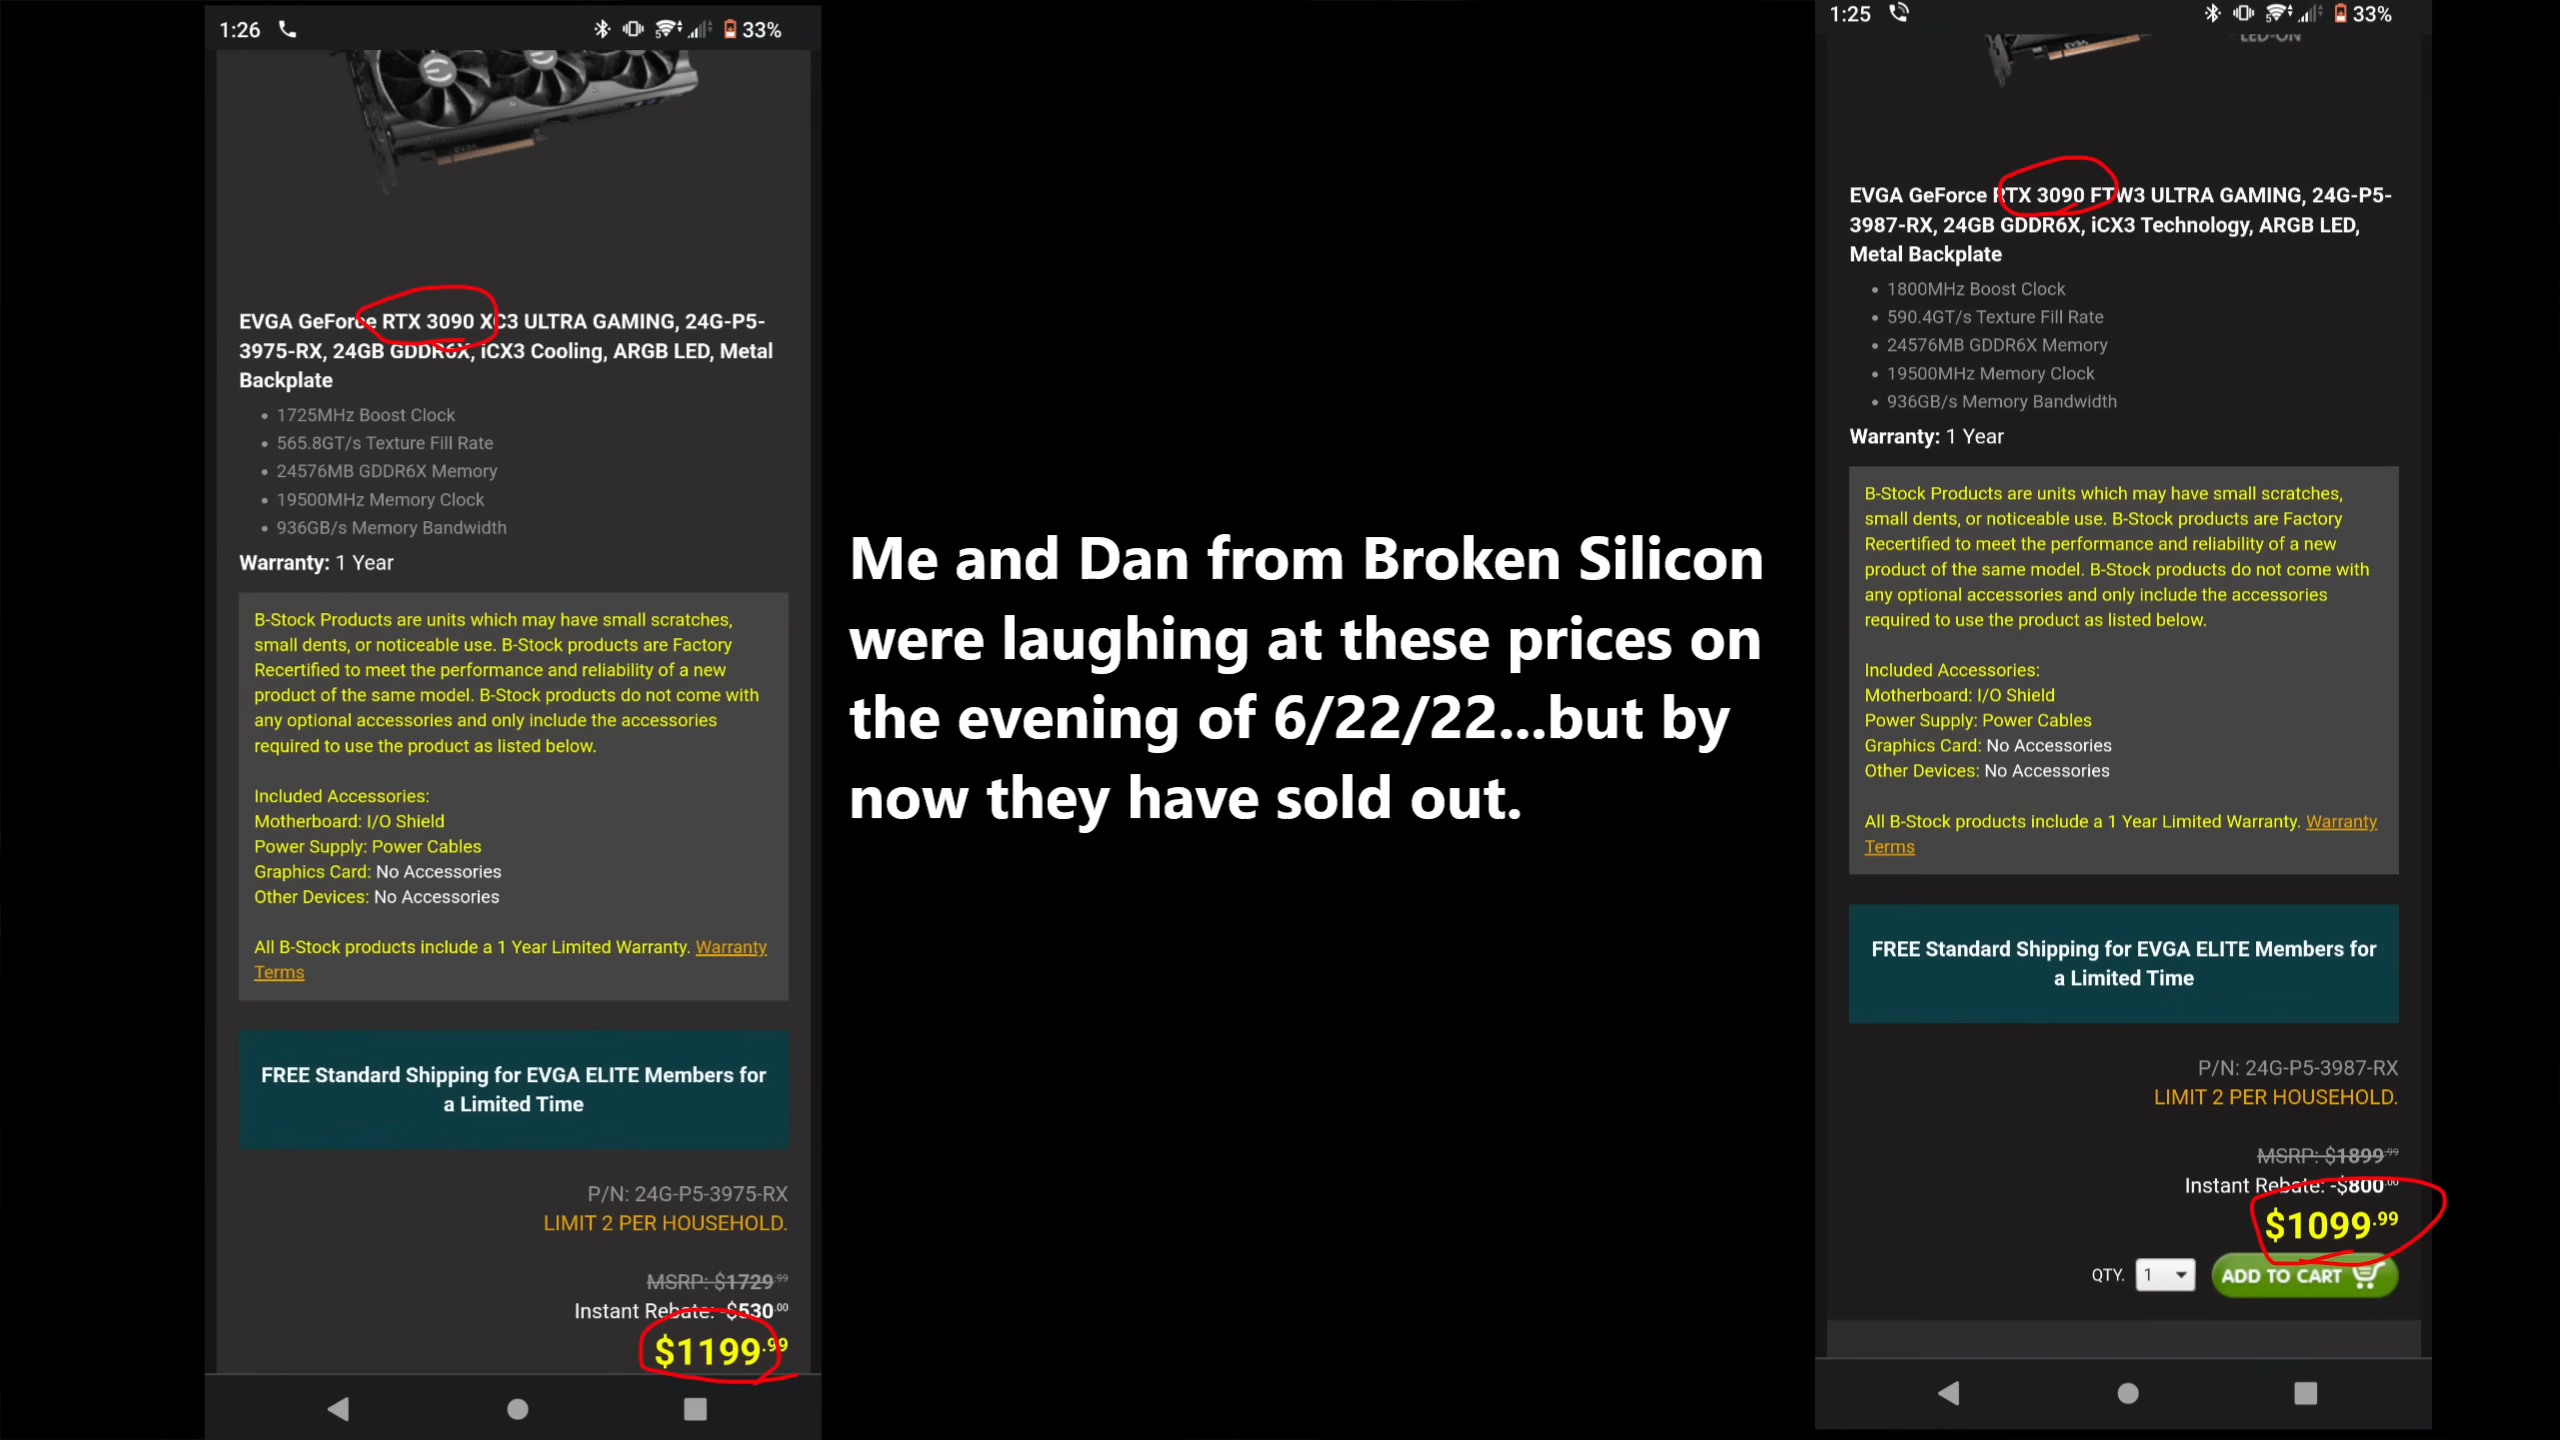 1:26
33%
EVGA GeForce RTX 3090 XC3 ULTRA GAMING, 24G-P5-
3975-RX, 24GB GDDR6X, iCX3 Cooling, ARGB LED, Metal
Backplate
• 1725MHz Boost Clock
• 565.8GT/s Texture Fill Rate
• 24576MB GDDR6X Memory
• 19500MHz Memory Clock
• 936GB/s Memory Bandwidth
Warranty: 1 Year
B-Stock Products are units which may have small scratches,
small dents, or noticeable use. B-Stock products are Factory
Recertified to meet the performance and reliability of a new
product of the same model. B-Stock products do not come with
any optional accessories and only include the accessories
required to use the product as listed below.
Included Accessories:
Motherboard: I/O Shield
Power Supply: Power Cables
Graphics Card: No Accessories
Other Devices: No Accessories
All B-Stock products include a 1 Year Limited Warranty. Warranty
Terms
FREE Standard Shipping for EVGA ELITE Members for
a Limited Time
P/N: 24G-P5-3975-RX
LIMIT 2 PER HOUSEHOLD.
MSRP: $1729.99
Instant Rebate: -$530.00
$1199.99
Me and Dan from Broken Silicon
were laughing at these prices on
the evening of 6/22/22...but by
now they have sold out.
1:25
33%
LED-ON
EVGA
EVGA GeForce RTX 3090 FTW3 ULTRA GAMING, 24G-P5-
3987-RX, 24GB GDDR6X, iCX3 Technology, ARGB LED,
Metal Backplate
• 1800MHz Boost Clock
• 590.4GT/s Texture Fill Rate
• 24576MB GDDR6X Memory
• 19500MHz Memory Clock
• 936GB/s Memory Bandwidth
Warranty: 1 Year
B-Stock Products are units which may have small scratches,
small dents, or noticeable use. B-Stock products are Factory
Recertified to meet the performance and reliability of a new
product of the same model. B-Stock products do not come with
any optional accessories and only include the accessories
required to use the product as listed below.
Included Accessories:
Motherboard: I/O Shield
Power Supply: Power Cables
Graphics Card: No Accessories
Other Devices: No Accessories
All B-Stock products include a 1 Year Limited Warranty. Warranty
Terms
FREE Standard Shipping for EVGA ELITE Members for
a Limited Time
P/N: 24G-P5-3987-RX
LIMIT 2 PER HOUSEHOLD.
MSRP: $1899.99
Instant Rebate: -$800.00
$1099.99
QTY. 1 ADD TO CART